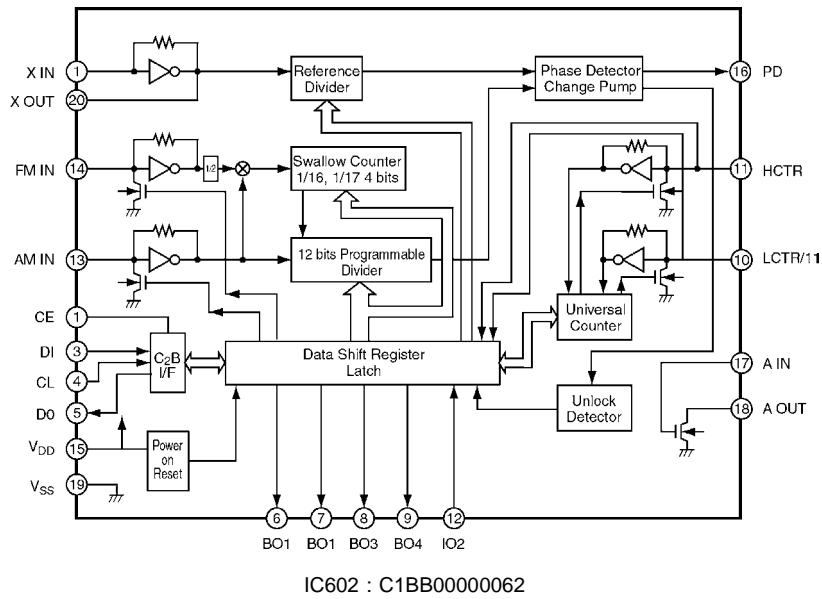 X IN
1
X OUT
20
FM IN
14
AM IN
13
CE
1
DI
3
CL
4
D0
5
VDD
15
VSS
19
Reference
Divider
Phase Detector
Change Pump
16
PD
1/2
Swallow Counter
1/16, 1/17 4 bits
11
HCTR
12 bits Programmable
Divider
10
LCTR/11
Universal
Counter
C2B
I/F
Data Shift Register
Latch
17
A IN
18
A OUT
Unlock
Detector
Power
on
Reset
6
7
8
9
12
BO1
BO1
BO3
BO4
IO2
IC602 : C1BB00000062